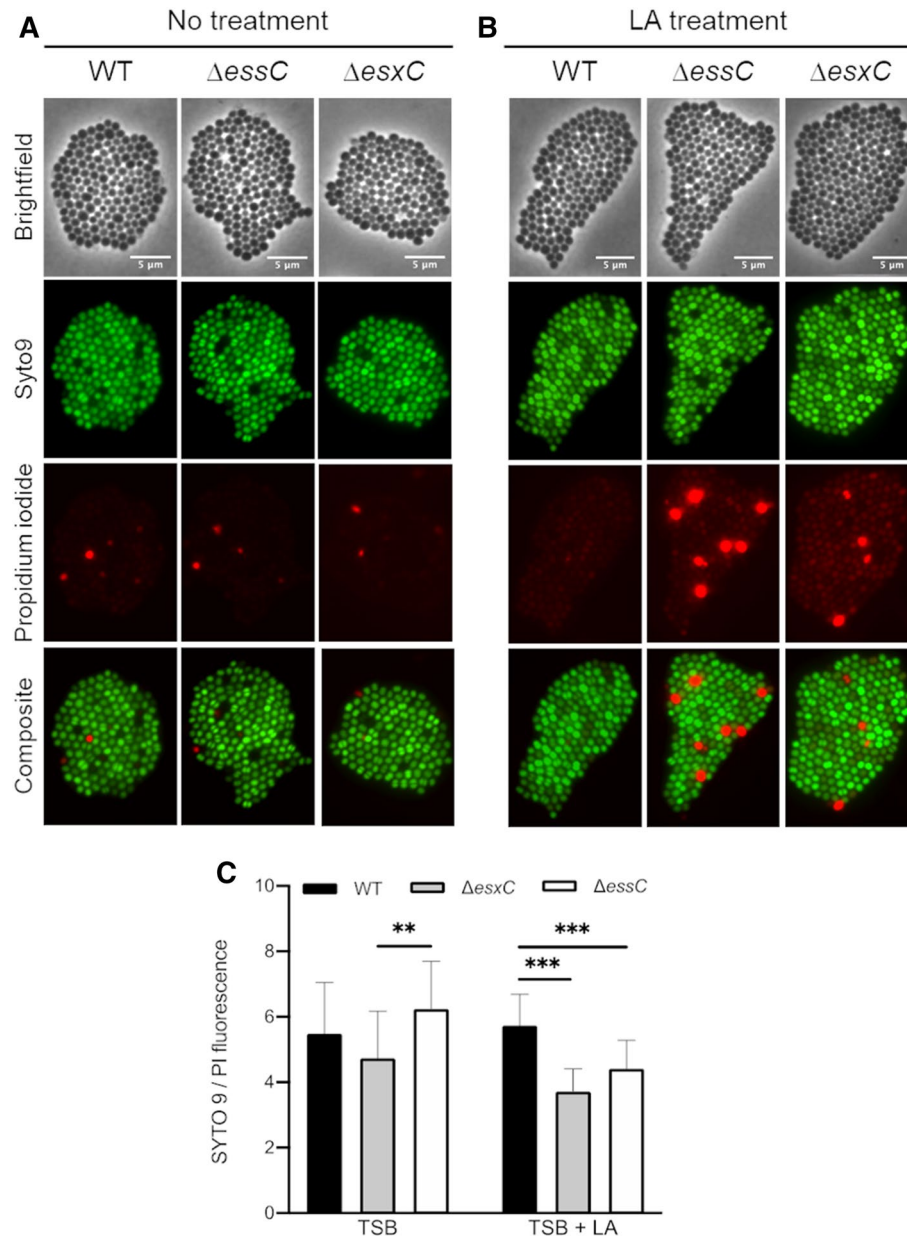 A
No treatment
WT
ΔessC
ΔesxC
B
LA treatment
WT
ΔessC
ΔesxC
Brightfield
5 µm
5 µm
5 µm
5 µm
5 µm
5 µm
Syto9
Propidium iodide
Composite
C
SYTO 9 / PI fluorescence
10
8
6
4
2
0
WT
ΔesxC
ΔessC
**
***
***
TSB
TSB + LA